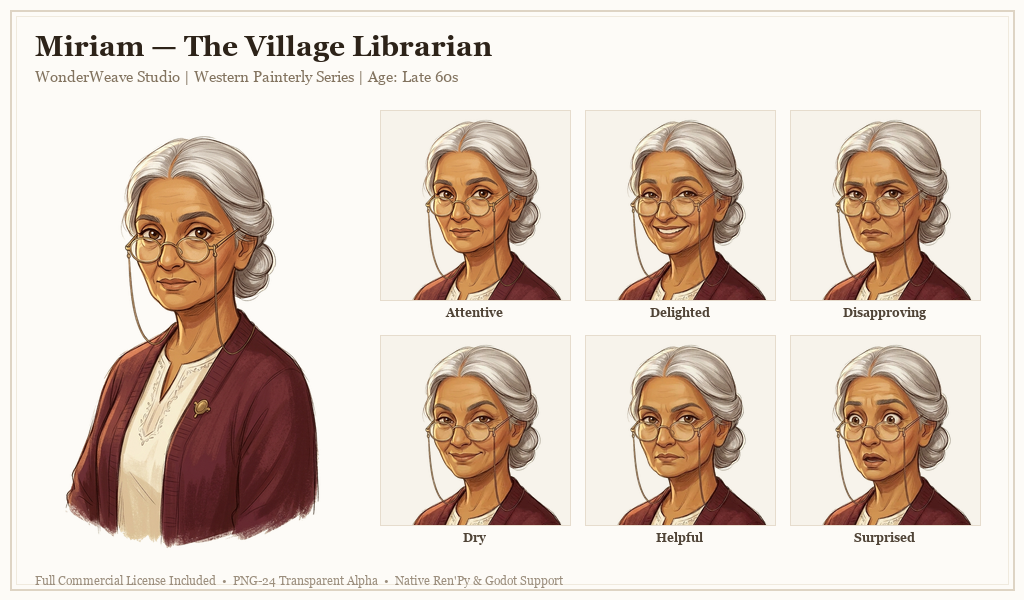 Miriam — The Village Librarian
WonderWeave Studio | Western Painterly Series | Age: Late 60s
Attentive
Delighted
Disapproving
Dry
Helpful
Surprised
Full Commercial License Included • PNG-24 Transparent Alpha • Native Ren'Py & Godot Support